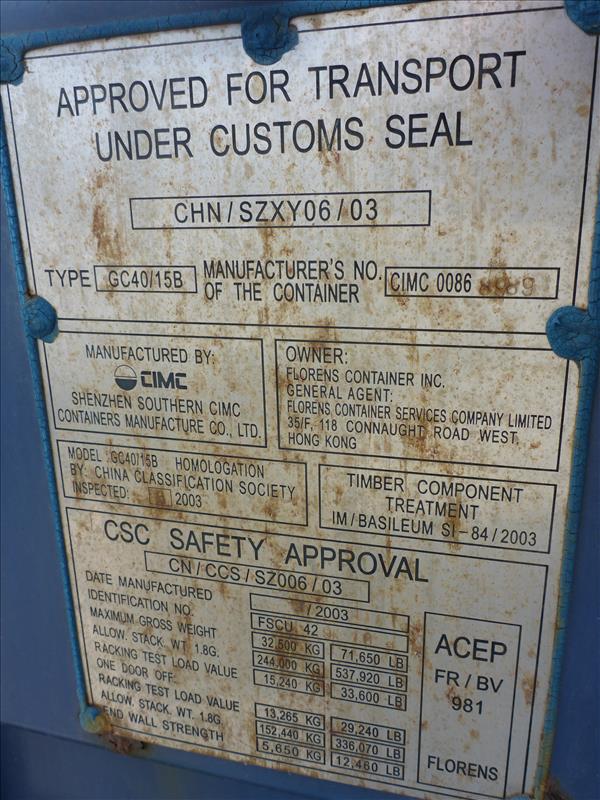 APPROVED FOR TRANSPORT
UNDER CUSTOMS SEAL
CHN/SZXY06/03
TYPE GC40/15B MANUFACTURER'S NO. OF THE CONTAINER CIMC 0086
MANUFACTURED BY:
CIMC
SHENZHEN SOUTHERN CIMC
CONTAINERS MANUFACTURE CO., LTD.
OWNER:
FLORENS CONTAINER INC.
GENERAL AGENT:
FLORENS CONTAINER SERVICES COMPANY LIMITED
35/F, 118 CONNAUGHT ROAD WEST,
HONG KONG
MODEL :GC40/15B HOMOLOGATION
BY: CHINA CLASSIFICATION SOCIETY
INSPECTED: 2003
TIMBER COMPONENT
TREATMENT
IM/BASILEUM SI-84/2003
CSC SAFETY APPROVAL
CN/CCS/SZ006/03
DATE MANUFACTURED /2003
IDENTIFICATION NO. FSCU 42
MAXIMUM GROSS WEIGHT 32,500 KG 71,650 LB
ALLOW. STACK. WT. 1.8G. 244,000 KG 537,920 LB
RACKING TEST LOAD VALUE 15,240 KG 33,600 LB
ONE DOOR OFF:
RACKING TEST LOAD VALUE 13,265 KG 29,240 LB
ALLOW. STACK. WT. 1.8G. 152,440 KG 336,070 LB
END WALL STRENGTH 5,650 KG 12,460 LB
ACEP
FR/BV
981
FLORENS